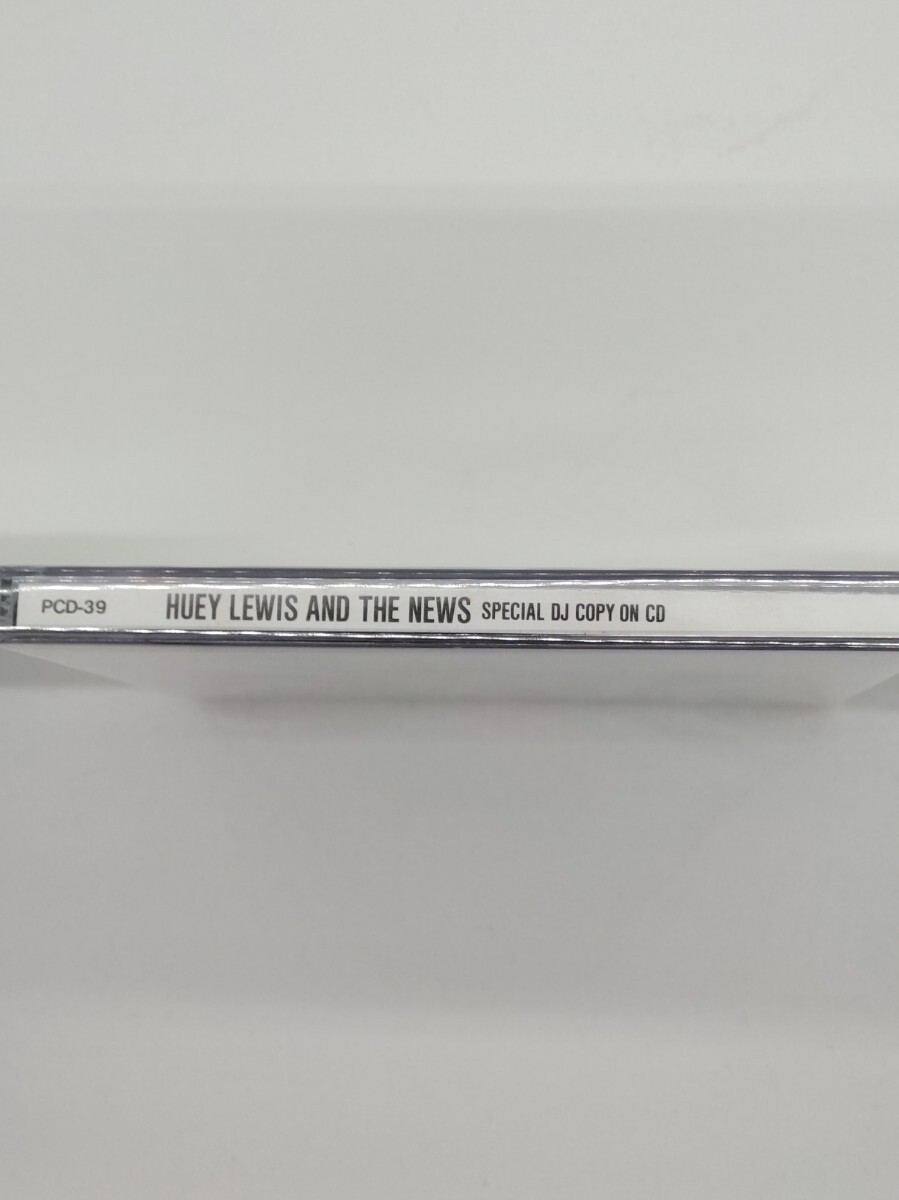 PCD-39 HUEY LEWIS AND THE NEWS SPECIAL DJ COPY ON CD